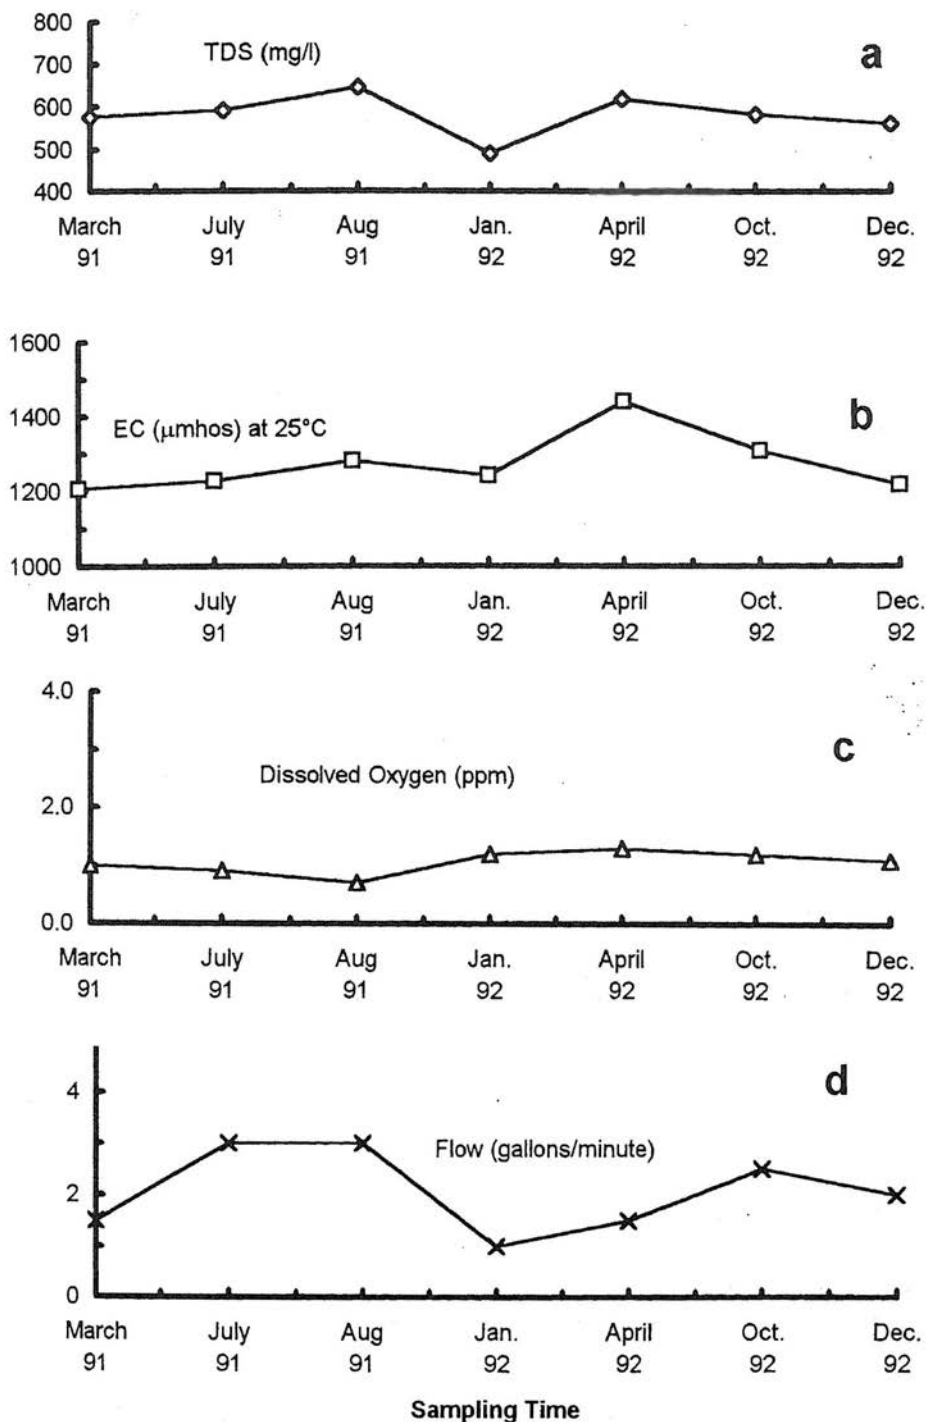 800
TDS (mg/l)
a
700
600
500
400
March July Aug Jan. April Oct. Dec.
91 91 91 92 92 92 92
1600
1400
b
EC (μmhos) at 25°C
1200
1000
March July Aug Jan. April Oct. Dec.
91 91 91 92 92 92 92
4.0
c
Dissolved Oxygen (ppm)
2.0
0.0
March July Aug Jan. April Oct. Dec.
91 91 91 92 92 92 92
d
4
Flow (gallons/minute)
2
0
March July Aug Jan. April Oct. Dec.
91 91 91 92 92 92 92
Sampling Time